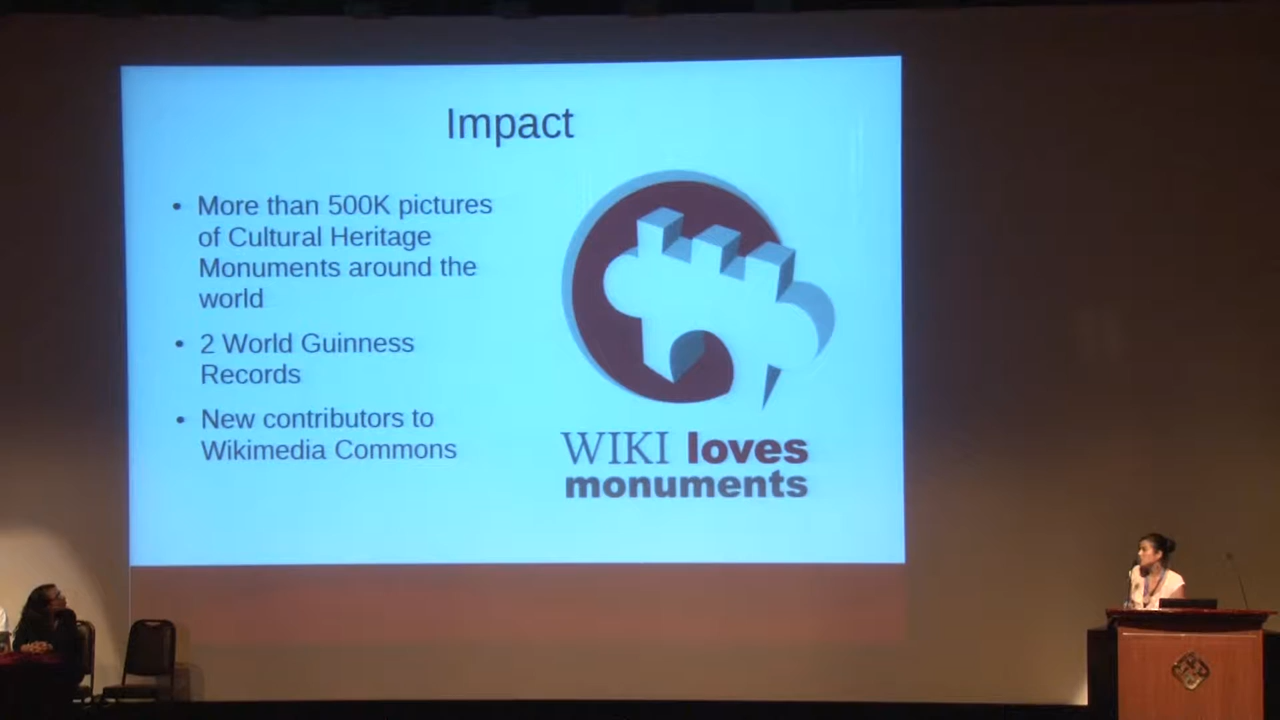 Impact
• More than 500K pictures
of Cultural Heritage
Monuments around the
world
• 2 World Guinness
Records
• New contributors to
Wikimedia Commons
WIKI loves
monuments